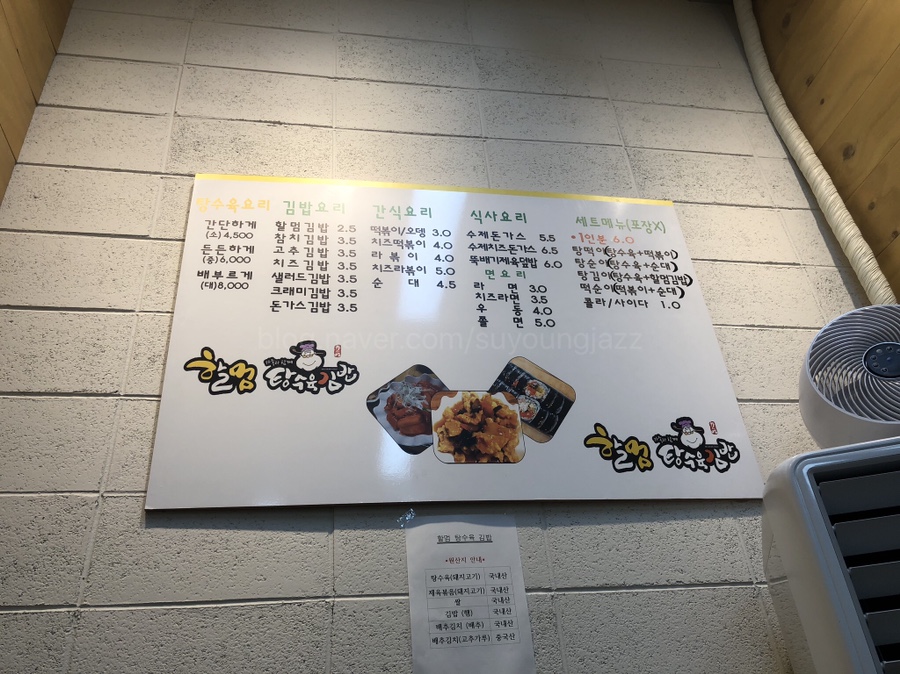 탕수육요리
간단하게
(소) 4,500
든든하게
(중)6,000
배부르게
(대)8,000
김밥요리
할멈김밥 2.5
참치김밥 3.5
고추김밥 3.5
치즈김밥 3.5
샐러드김밥 3.5
크래미김밥 3.5
돈가스김밥 3.5
간식요리
떡볶이/오뎅 3.0
치즈떡볶이 4.0
라볶이 4.0
치즈라볶이 5.0
순대 4.5
식사요리
수제돈가스 5.5
수제치즈돈가스 6.5
뚝배기제육덮밥 6.0
면요리
라면 3.0
치즈라면 3.5
우동 4.0
쫄면 5.0
세트메뉴(포장X)
*1인분 6.0
탕떡이(탕수육+떡볶이)
탕순이(탕수육+순대)
탕김이(탕수육+할멈김밥)
떡순이(떡볶이+순대)
콜라/사이다 1.0
blog.naver.com/suyoungjazz
할멈 탕수육김밥
할멈 탕수육김밥
할멈 탕수육 김밥
*원산지 안내*
탕수육(돼지고기) 국내산
제육볶음(돼지고기) 국내산
쌀 국내산
김밥 (햄) 국내산
배추김치 (배추) 국내산
배추김치(고추가루) 중국산